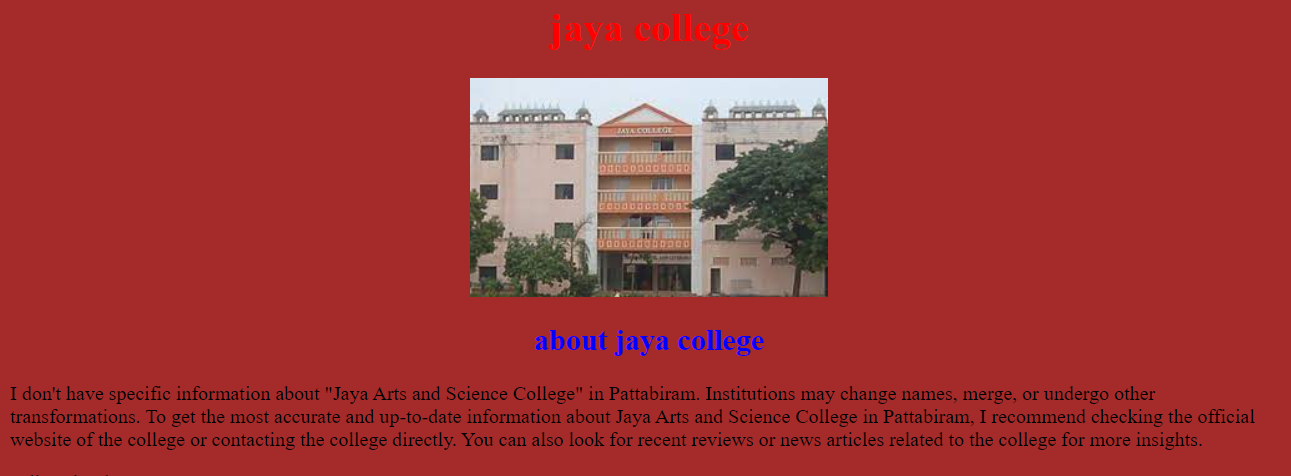 jaya college
JAYA COLLEGE
about jaya college
I don't have specific information about "Jaya Arts and Science College" in Pattabiram. Institutions may change names, merge, or undergo other
transformations. To get the most accurate and up-to-date information about Jaya Arts and Science College in Pattabiram, I recommend checking the official
website of the college or contacting the college directly. You can also look for recent reviews or news articles related to the college for more insights.